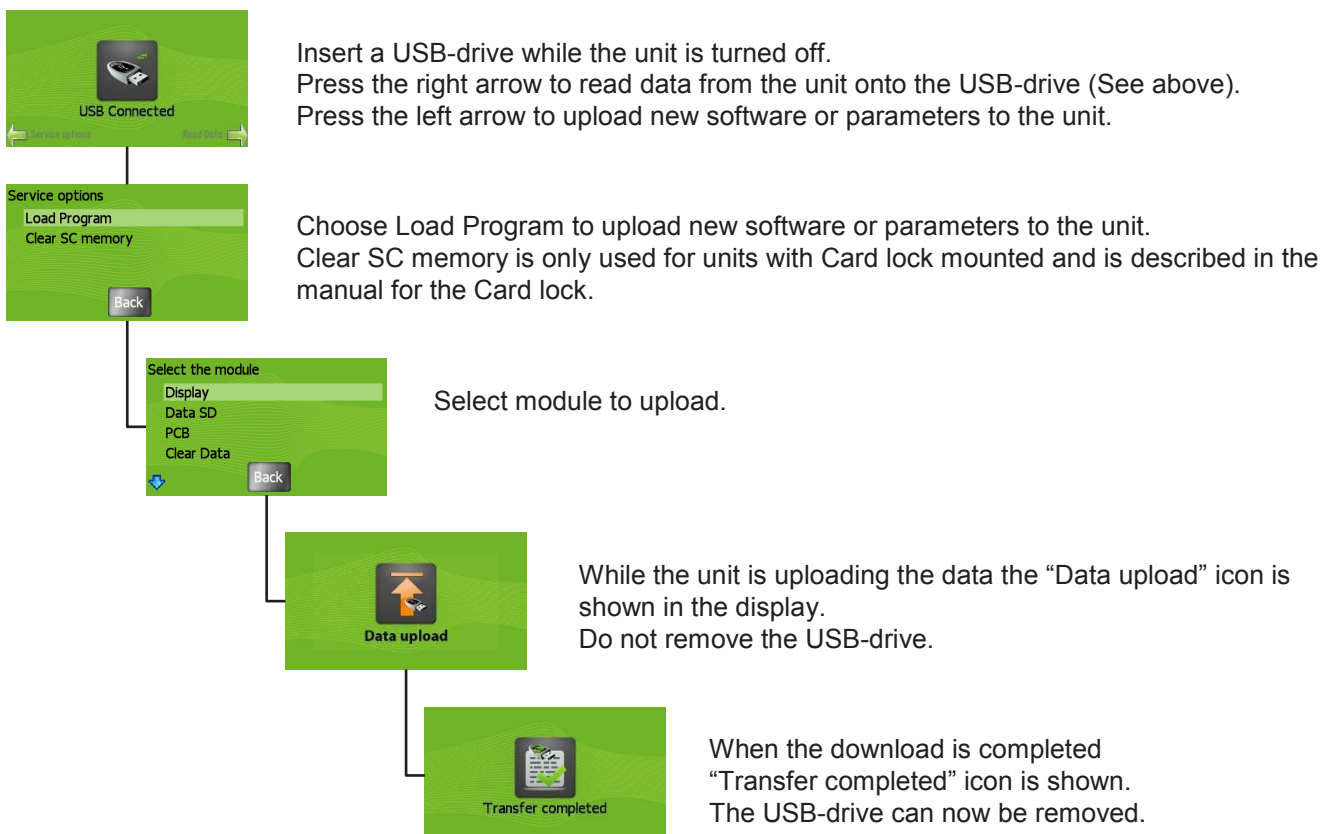 USB Connected
Service options Read Data
Insert a USB-drive while the unit is turned off.
Press the right arrow to read data from the unit onto the USB-drive (See above).
Press the left arrow to upload new software or parameters to the unit.
Service options
Load Program
Clear SC memory
Back
Choose Load Program to upload new software or parameters to the unit.
Clear SC memory is only used for units with Card lock mounted and is described in the
manual for the Card lock.
Select the module
Display
Data SD
PCB
Clear Data
Back
Select module to upload.
Data upload
While the unit is uploading the data the “Data upload” icon is
shown in the display.
Do not remove the USB-drive.
Transfer completed
When the download is completed
“Transfer completed” icon is shown.
The USB-drive can now be removed.